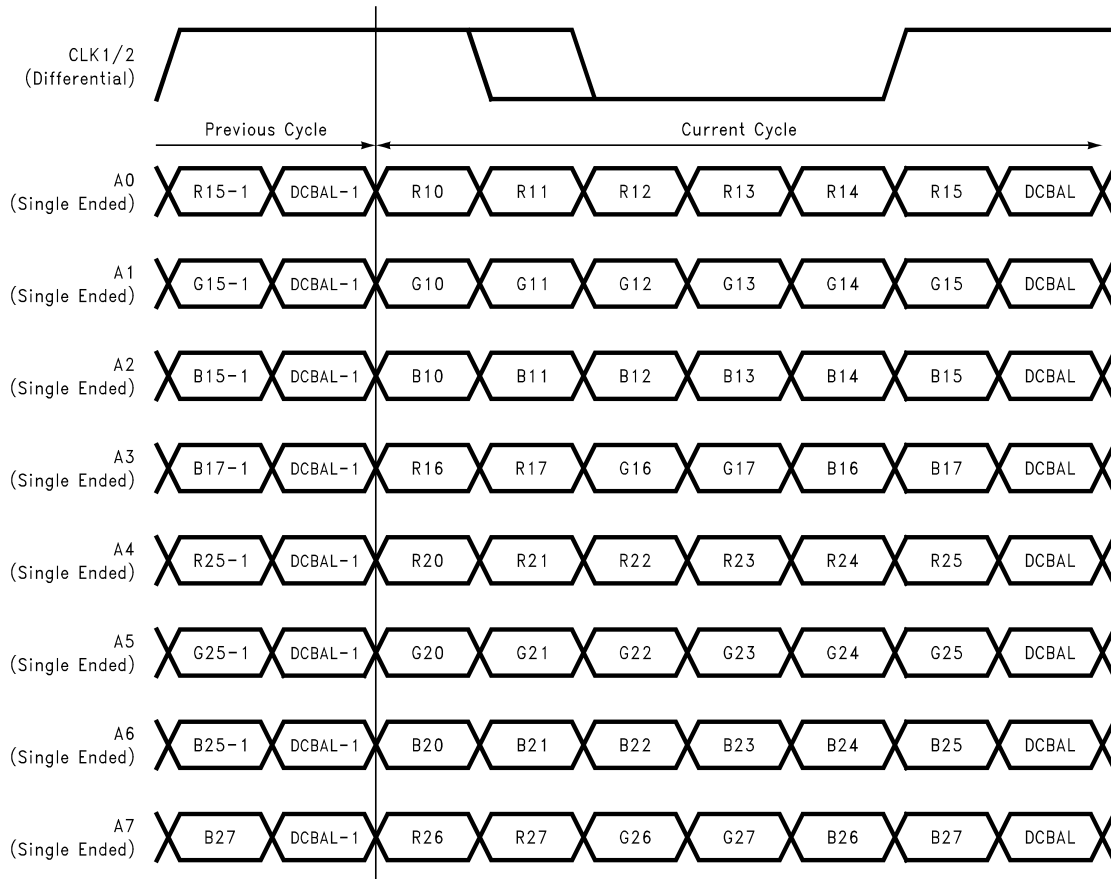 CLK1/2
(Differential)
Previous Cycle
Current Cycle
A0
(Single Ended)
R15-1 DCBAL-1 R10 R11 R12 R13 R14 R15 DCBAL
A1
(Single Ended)
G15-1 DCBAL-1 G10 G11 G12 G13 G14 G15 DCBAL
A2
(Single Ended)
B15-1 DCBAL-1 B10 B11 B12 B13 B14 B15 DCBAL
A3
(Single Ended)
B17-1 DCBAL-1 R16 R17 G16 G17 B16 B17 DCBAL
A4
(Single Ended)
R25-1 DCBAL-1 R20 R21 R22 R23 R24 R25 DCBAL
A5
(Single Ended)
G25-1 DCBAL-1 G20 G21 G22 G23 G24 G25 DCBAL
A6
(Single Ended)
B25-1 DCBAL-1 B20 B21 B22 B23 B24 B25 DCBAL
A7
(Single Ended)
B27 DCBAL-1 R26 R27 G26 G27 B26 B27 DCBAL